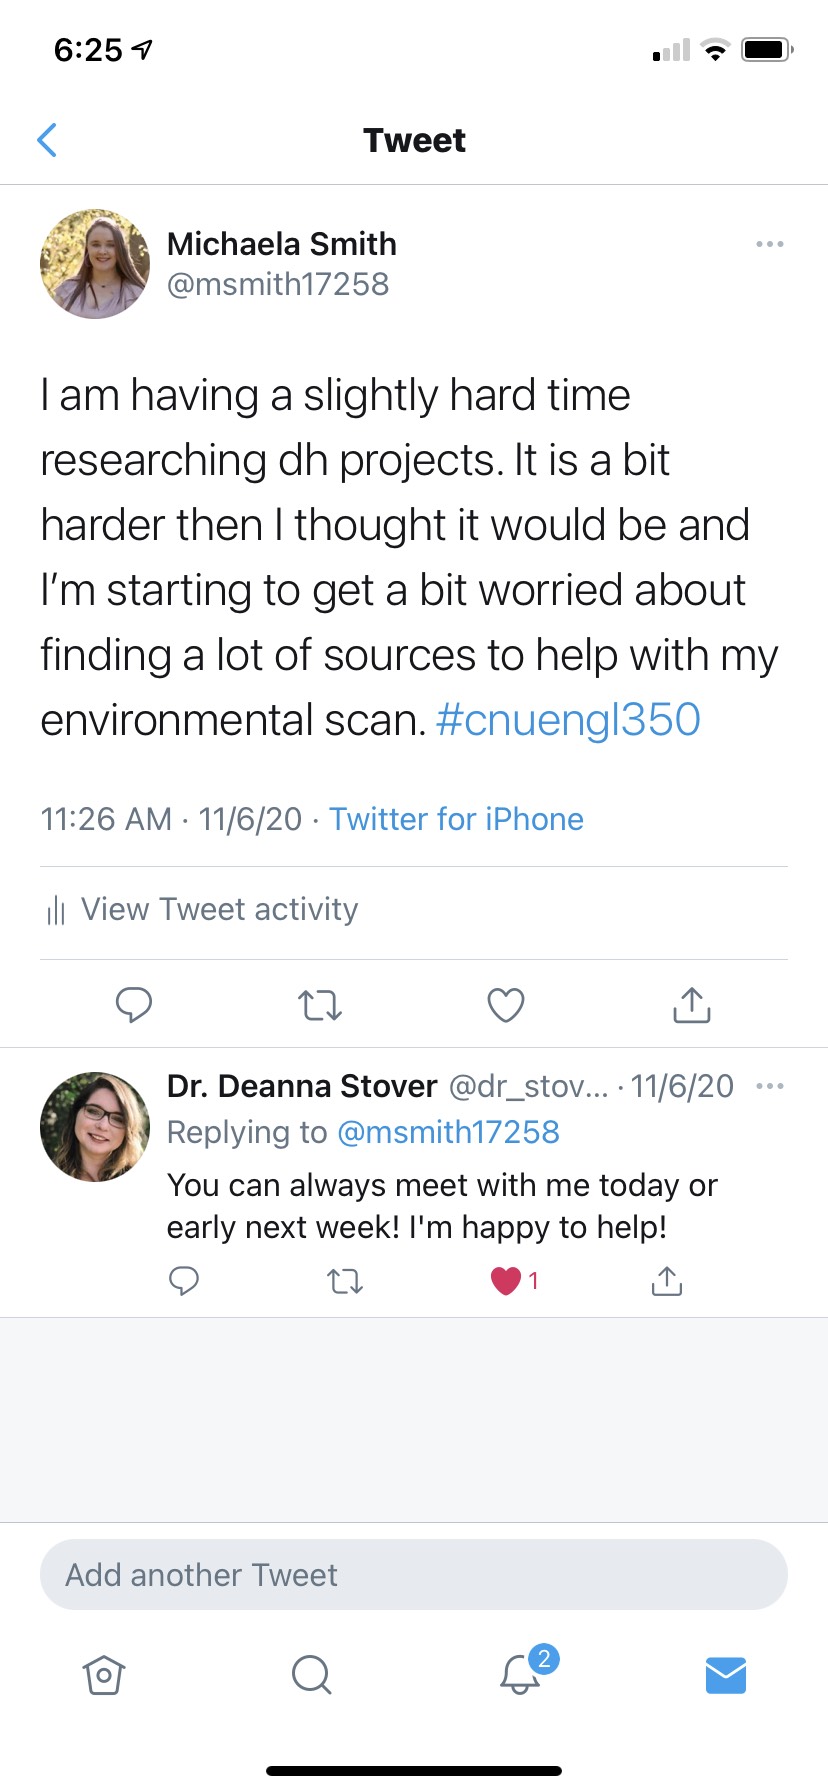 6:25
Tweet
Michaela Smith
@msmith17258
I am having a slightly hard time
researching dh projects. It is a bit
harder then I thought it would be and
I'm starting to get a bit worried about
finding a lot of sources to help with my
environmental scan. #cnuengl350
11:26 AM · 11/6/20 · Twitter for iPhone
View Tweet activity
Dr. Deanna Stover @dr_stov... · 11/6/20
Replying to @msmith17258
You can always meet with me today or
early next week! I'm happy to help!
1
Add another Tweet
2